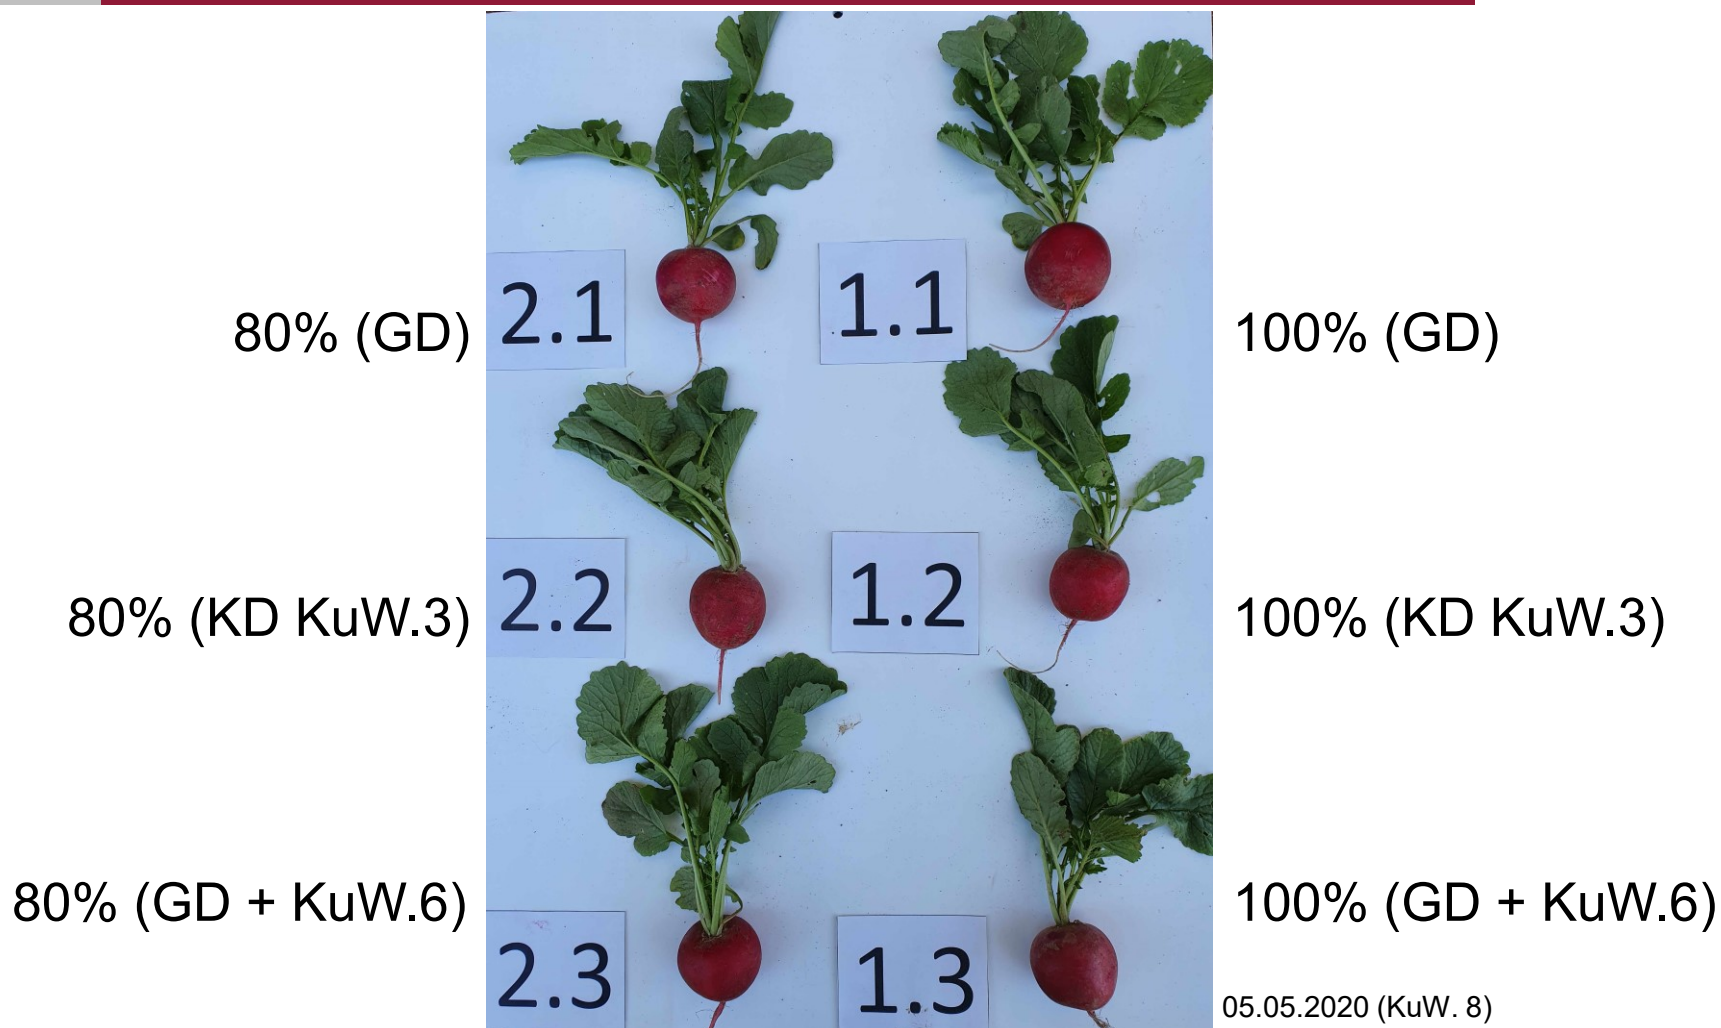 80% (GD)
2.1
1.1
100% (GD)
80% (KD KuW.3)
2.2
1.2
100% (KD KuW.3)
80% (GD + KuW.6)
2.3
1.3
100% (GD + KuW.6)
05.05.2020 (KuW. 8)